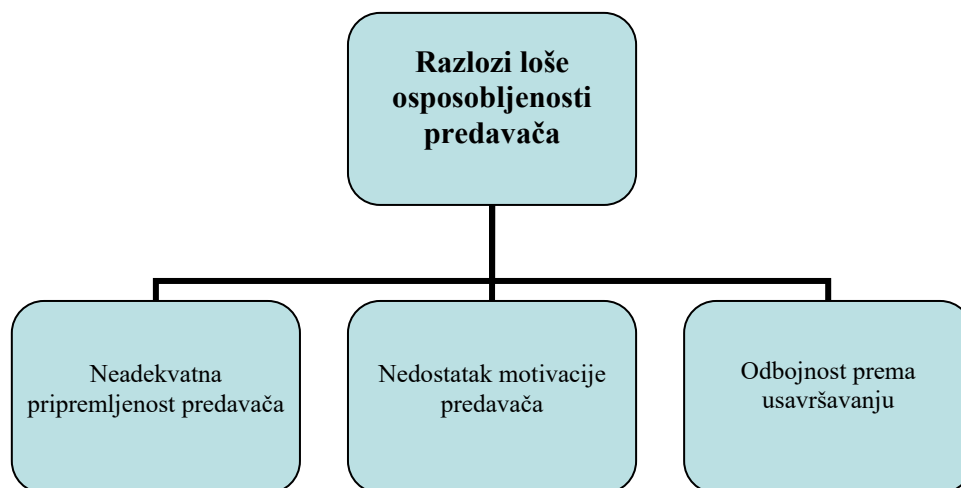 Razlozi loše
osposobljenosti
predavača
Neadekvatna
pripremljenost predavača
Nedostatak motivacije
predavača
Odbojnost prema
usavršavanju